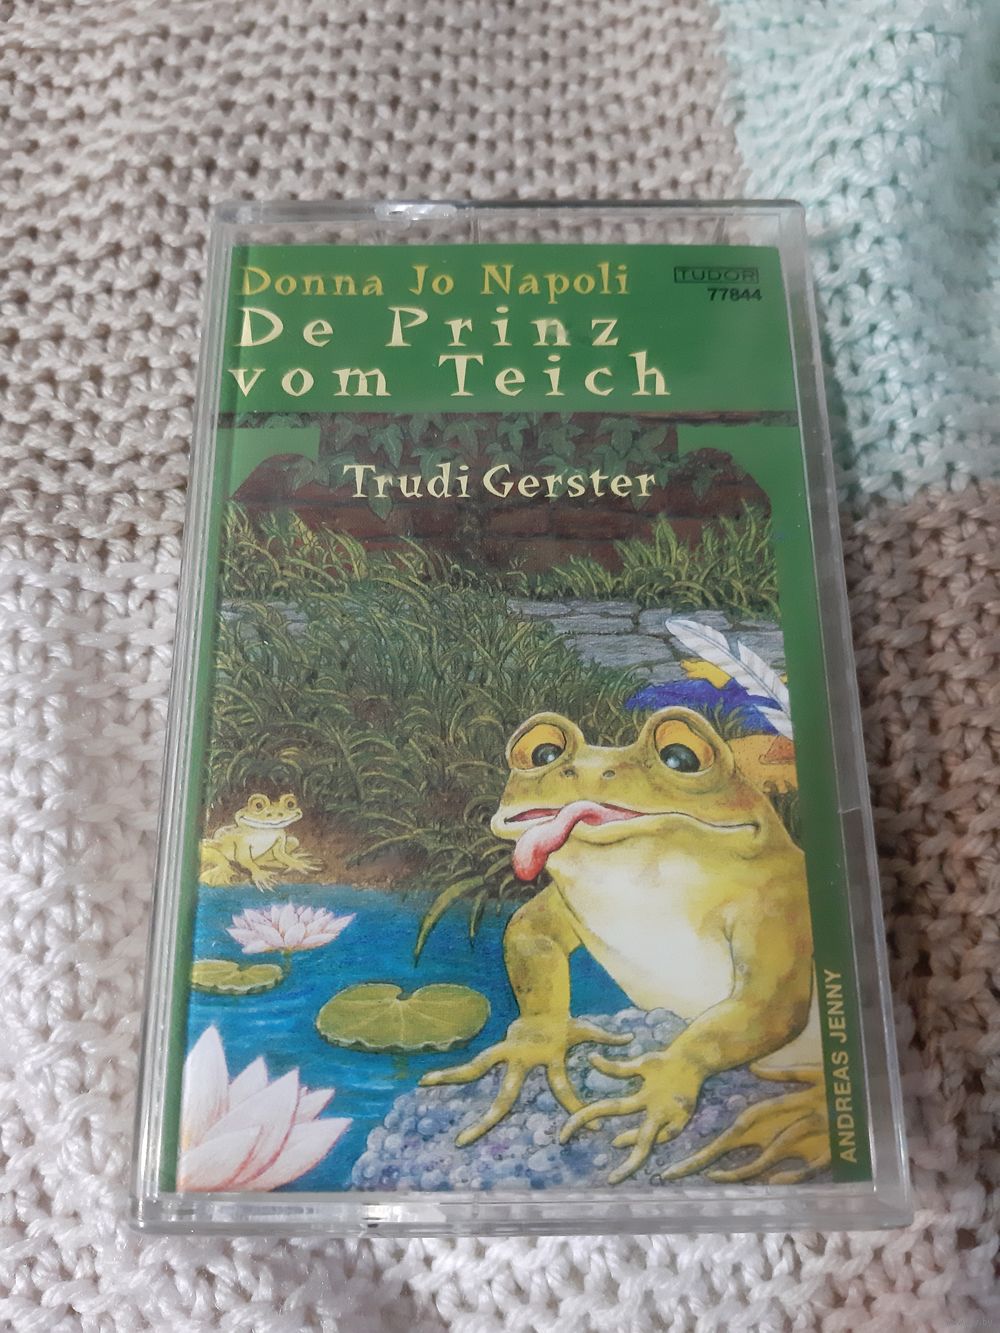 Donna Jo Napoli
TUDOR
77844
De Prinz
vom Teich
Trudi Gerster
ANDREAS JENNY